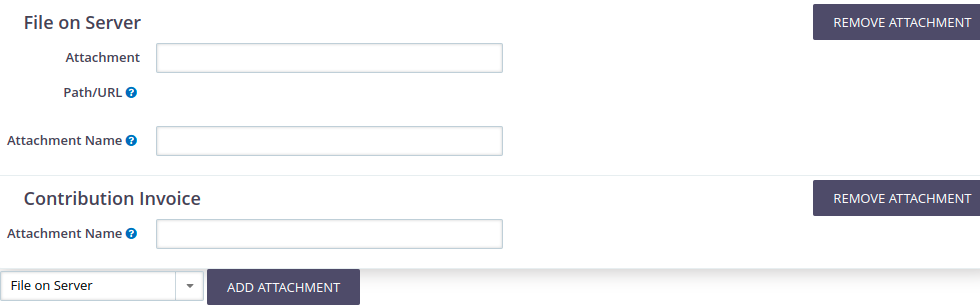 File on Server REMOVE ATTACHMENT
Attachment
Path/URL ?
Attachment Name ?
Contribution Invoice REMOVE ATTACHMENT
Attachment Name ?
File on Server ADD ATTACHMENT